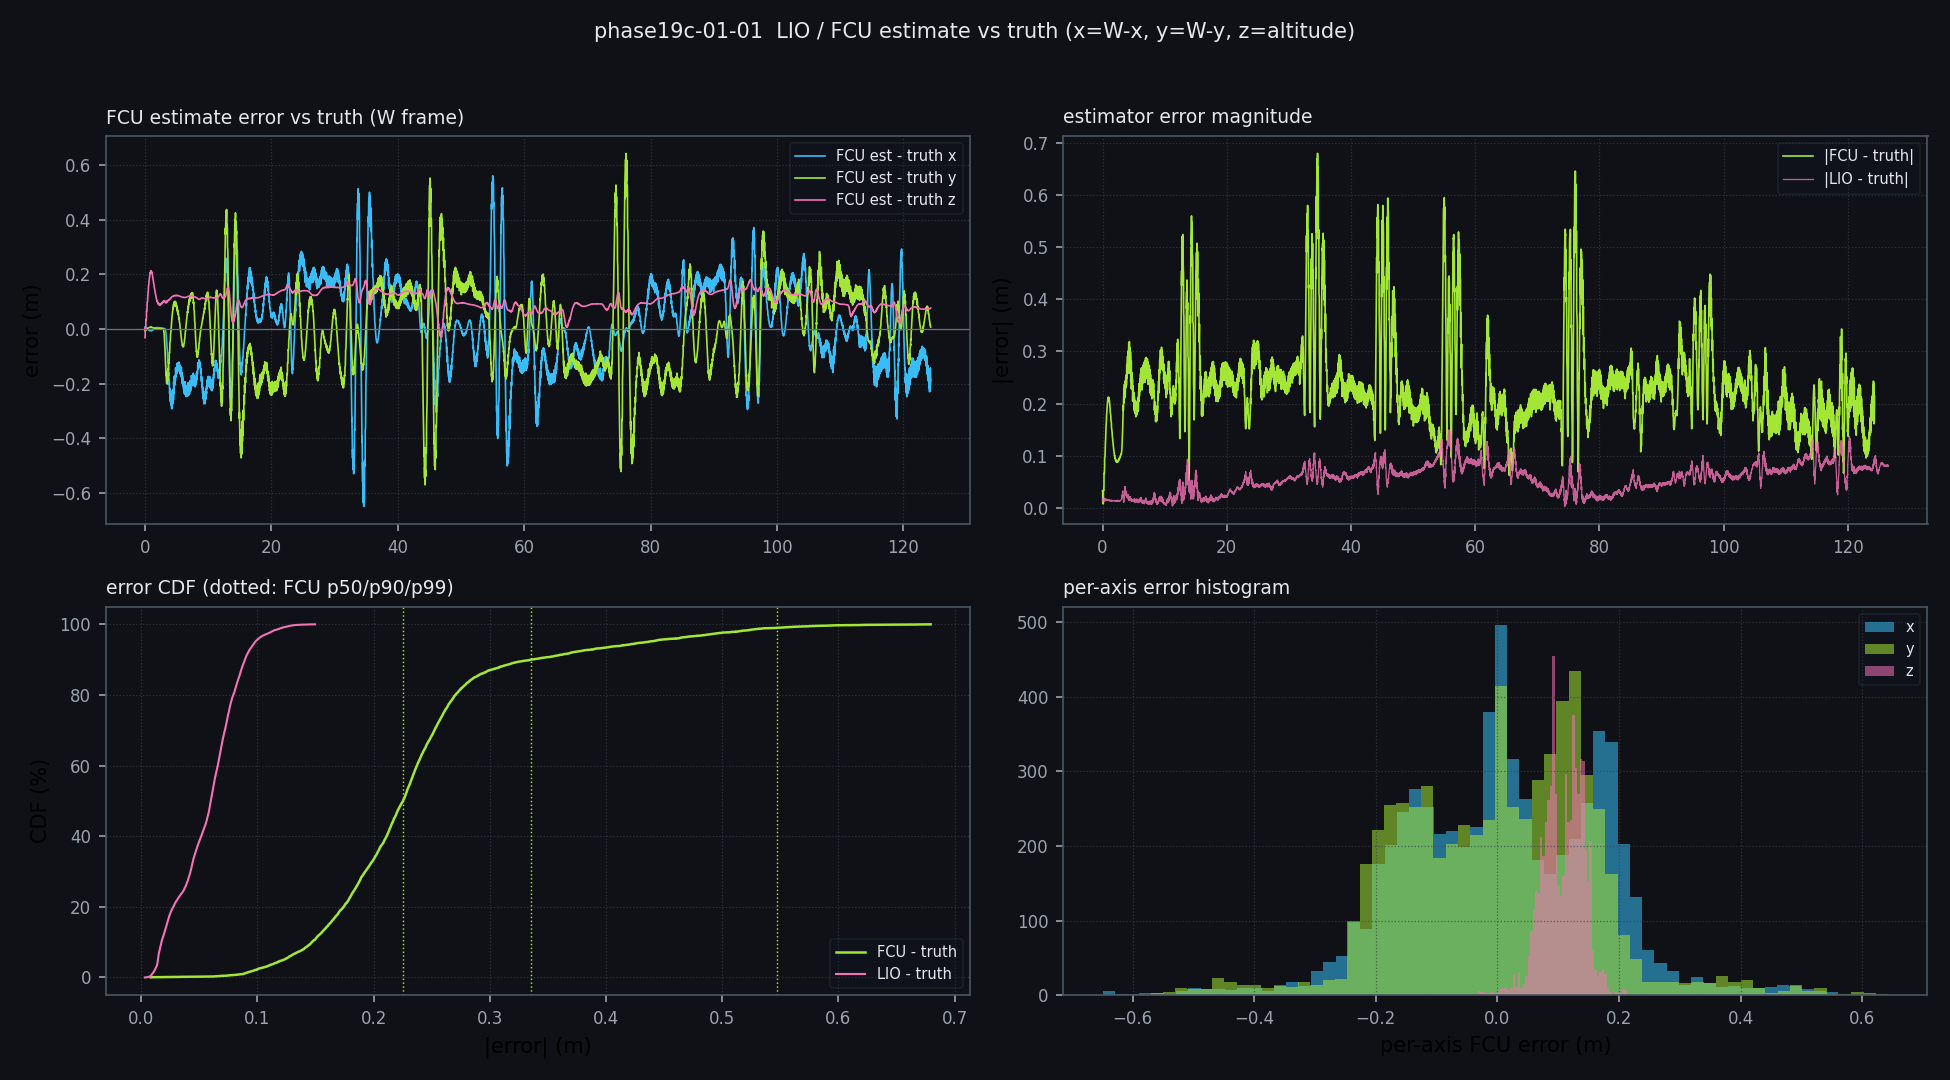 phase19c-01-01  LIO / FCU estimate vs truth (x=W-x, y=W-y, z=altitude)
FCU estimate error vs truth (W frame)
error (m)
0.6
0.4
0.2
0.0
−0.2
−0.4
−0.6
0 20 40 60 80 100 120
FCU est - truth x
FCU est - truth y
FCU est - truth z
estimator error magnitude
|error| (m)
0.7
0.6
0.5
0.4
0.3
0.2
0.1
0.0
0 20 40 60 80 100 120
|FCU - truth|
|LIO - truth|
error CDF (dotted: FCU p50/p90/p99)
CDF (%)
100
80
60
40
20
0
0.0 0.1 0.2 0.3 0.4 0.5 0.6 0.7
|error| (m)
FCU - truth
LIO - truth
per-axis error histogram
500
400
300
200
100
0
−0.6 −0.4 −0.2 0.0 0.2 0.4 0.6
per-axis FCU error (m)
x
y
z